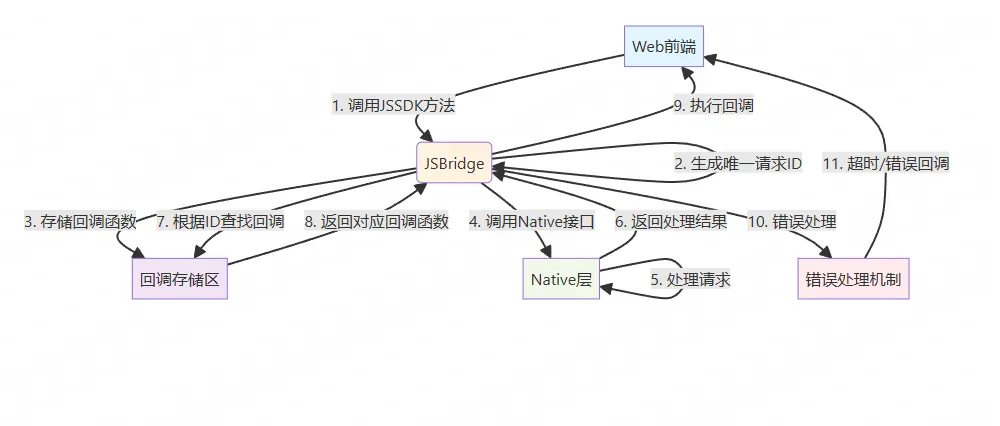 Web前端
1. 调用JSSDK方法
9. 执行回调
JSBridge
2. 生成唯一请求ID
11. 超时/错误回调
3. 存储回调函数
7. 根据ID查找回调
8. 返回对应回调函数
4. 调用Native接口
6. 返回处理结果
10. 错误处理
回调存储区
Native层
5. 处理请求
错误处理机制